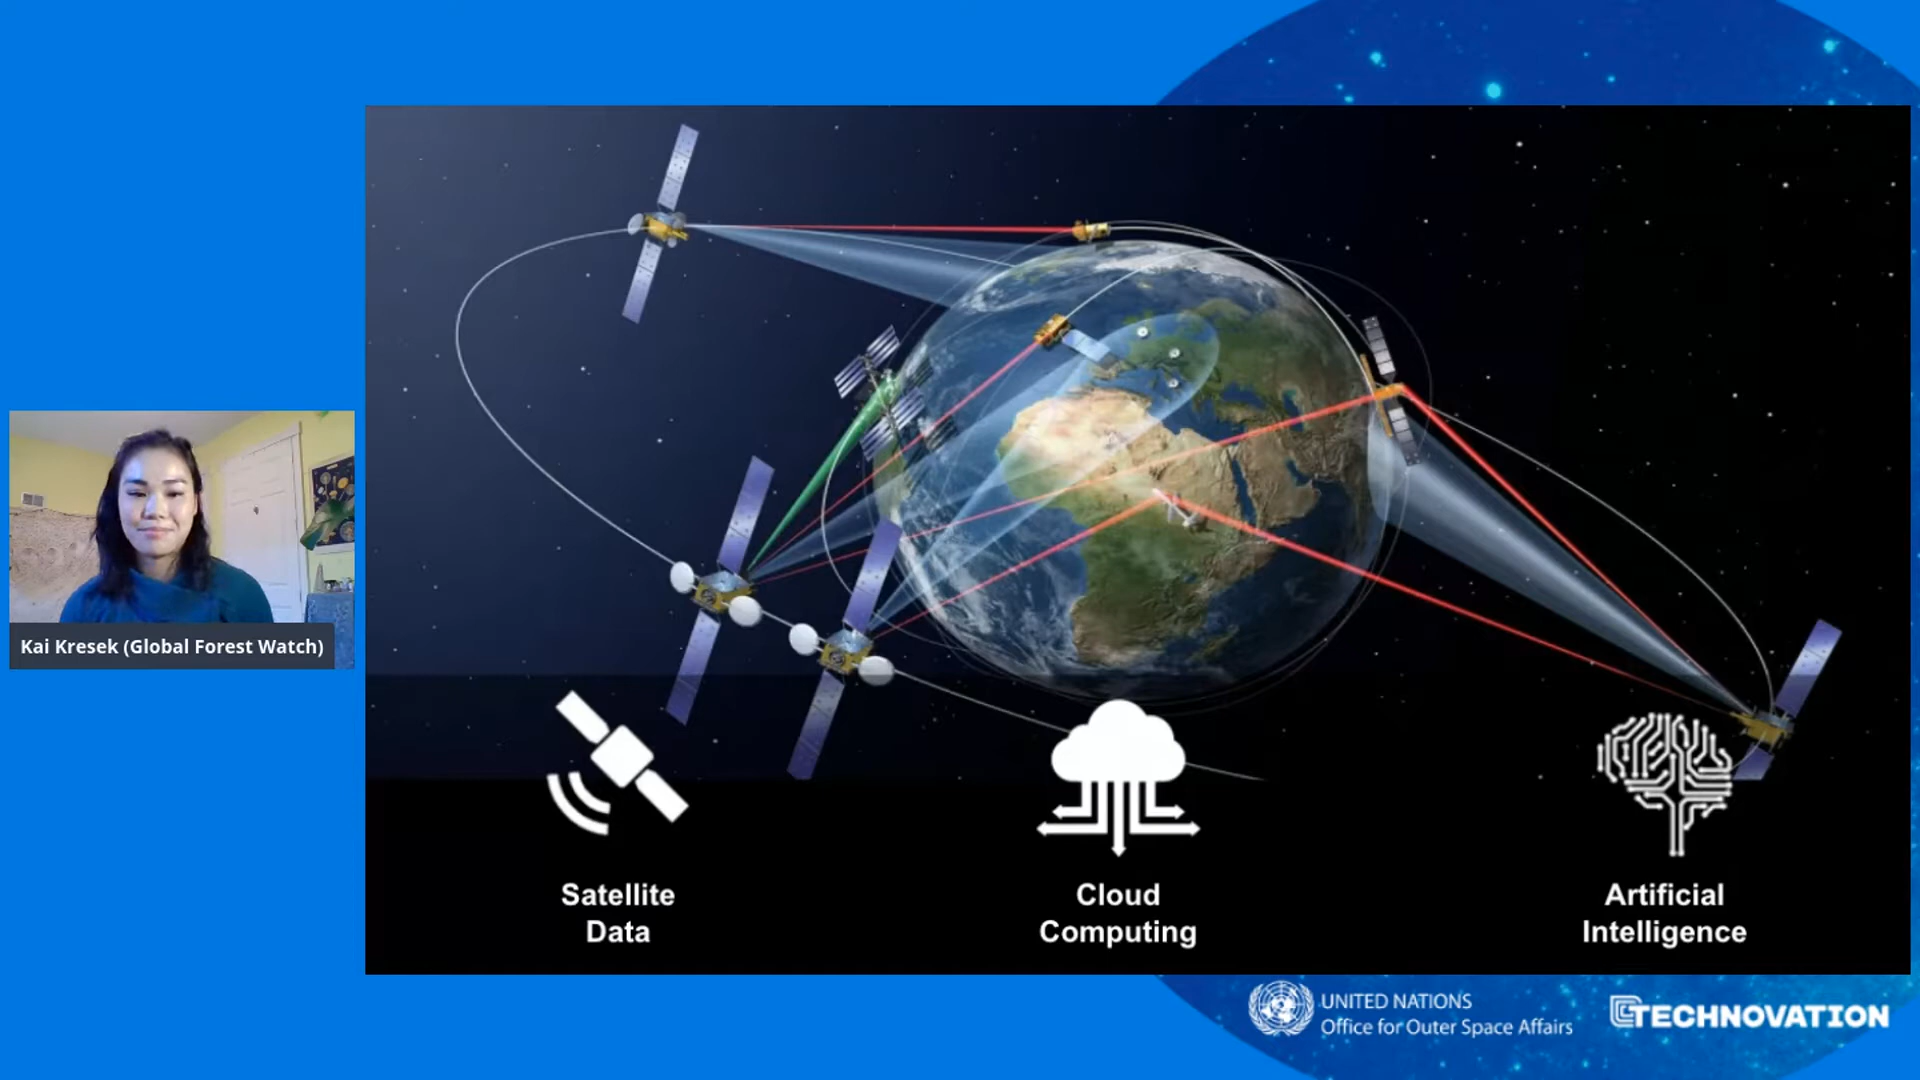 Kai Kresek (Global Forest Watch)
Satellite
Data
Cloud
Computing
Artificial
Intelligence
UNITED NATIONS
Office for Outer Space Affairs
TECHNOVATION